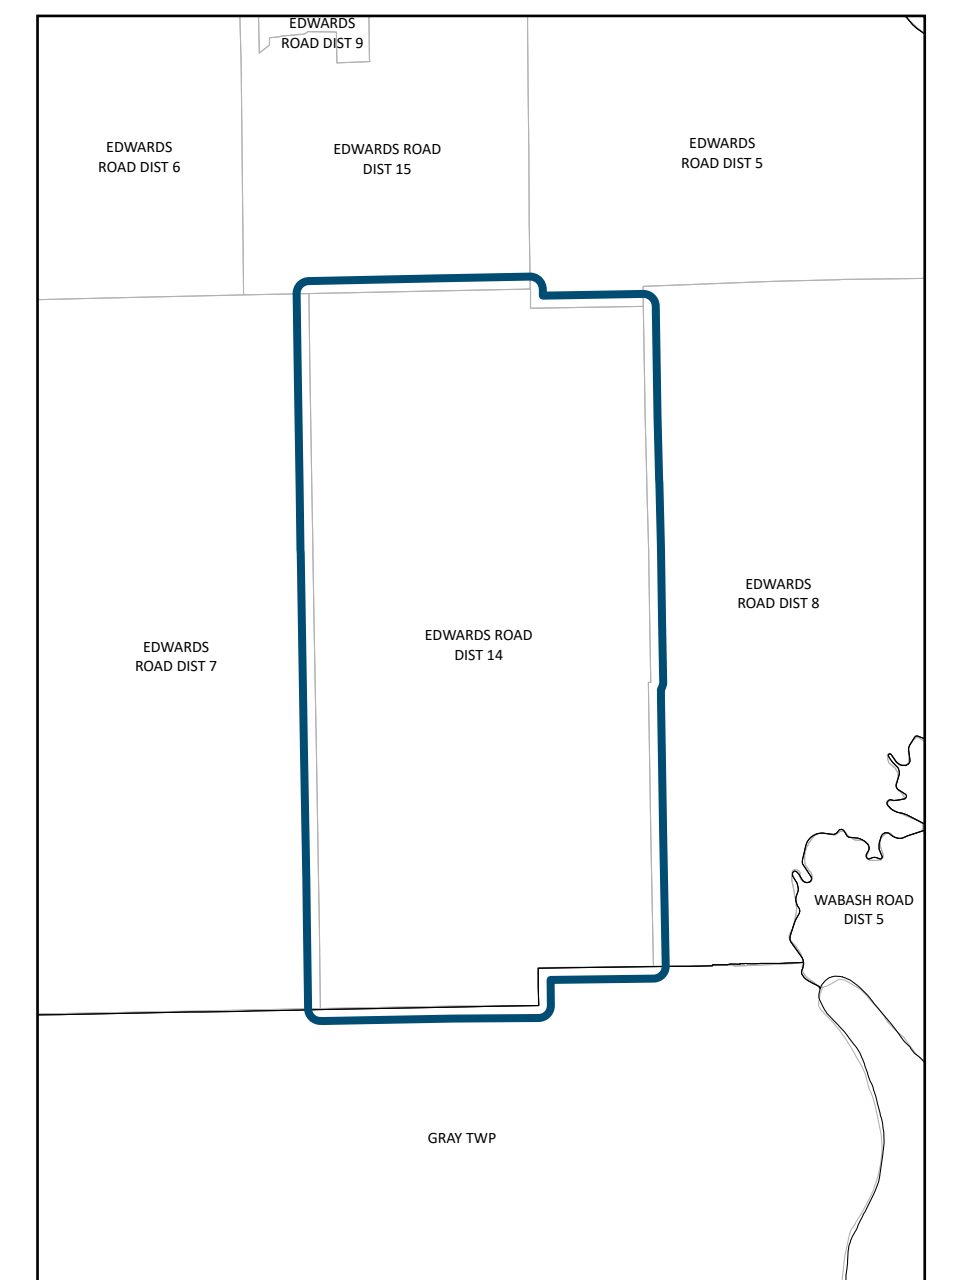 EDWARDS
ROAD DIST 9
EDWARDS
ROAD DIST 6
EDWARDS ROAD
DIST 15
EDWARDS
ROAD DIST 5
EDWARDS
ROAD DIST 8
EDWARDS ROAD
DIST 14
EDWARDS
ROAD DIST 7
WABASH ROAD
DIST 5
GRAY TWP